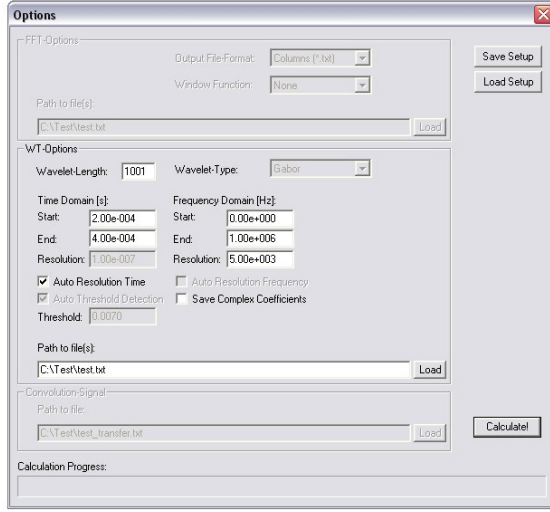 Options
FFT-Options
Output File-Format: Columns (*.txt)
Save Setup
Window Function: None
Load Setup
Path to file(s):
C:\Test\test.txt Load
WT-Options
Wavelet-Length: 1001 Wavelet-Type: Gabor
Time Domain [s]: Frequency Domain [Hz]:
Start: 2.00e-004 Start: 0.00e+000
End: 4.00e-004 End: 1.00e+006
Resolution: 1.00e-007 Resolution: 5.00e+003
Auto Resolution Time Auto Resolution Frequency
Auto Threshold Detection Save Complex Coefficients
Threshold: 0.0070
Path to file(s):
C:\Test\test.txt Load
Convolution-Signal
Path to file:
C:\Test\test_transfer.txt Load
Calculate!
Calculation Progress: